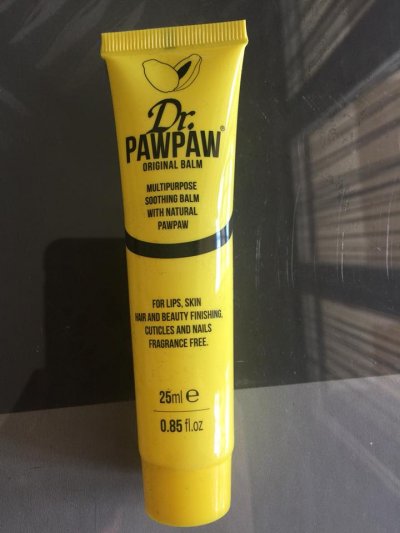 Dr.
PAWPAW®
ORIGINAL BALM
MULTIPURPOSE
SOOTHING BALM
WITH NATURAL
PAWPAW
FOR LIPS, SKIN
HAIR AND BEAUTY FINISHING,
CUTICLES AND NAILS
FRAGRANCE FREE.
25ml e
0.85 fl.oz